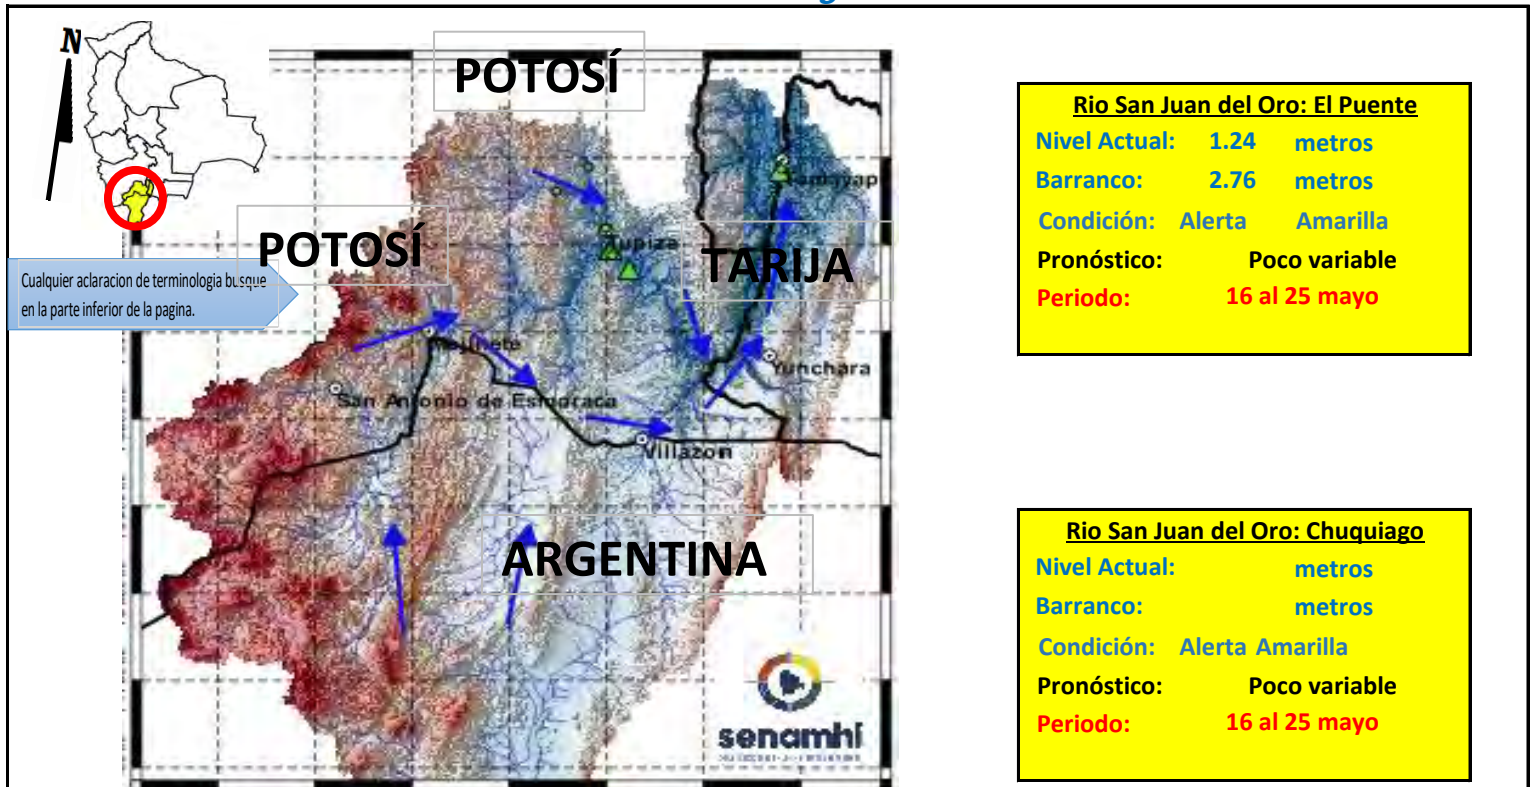 N
POTOSÍ
POTOSÍ
TARIJA
Cualquier aclaracion de terminologia busque
en la parte inferior de la pagina.
Tupiza
Yunchara
San Antonio de Esmoraca
Villazon
ARGENTINA
senamhi
Rio San Juan del Oro: El Puente
Nivel Actual: 1.24 metros
Barranco: 2.76 metros
Condición: Alerta Amarilla
Pronóstico: Poco variable
Periodo: 16 al 25 mayo
Rio San Juan del Oro: Chuquiago
Nivel Actual: metros
Barranco: metros
Condición: Alerta Amarilla
Pronóstico: Poco variable
Periodo: 16 al 25 mayo